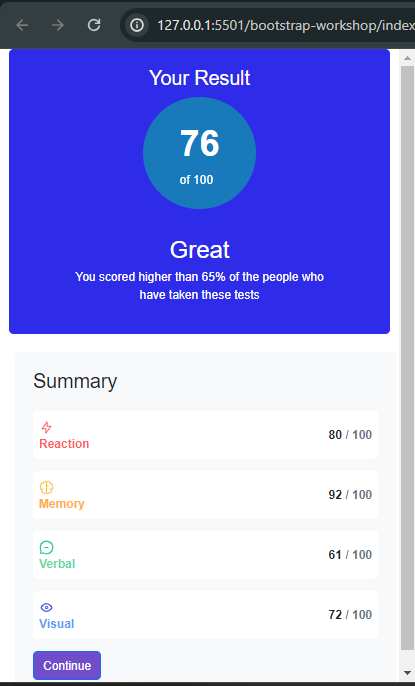 127.0.0.1:5501/bootstrap-workshop/index
Your Result
76
of 100
Great
You scored higher than 65% of the people who
have taken these tests
Summary
Reaction
80 / 100
Memory
92 / 100
Verbal
61 / 100
Visual
72 / 100
Continue